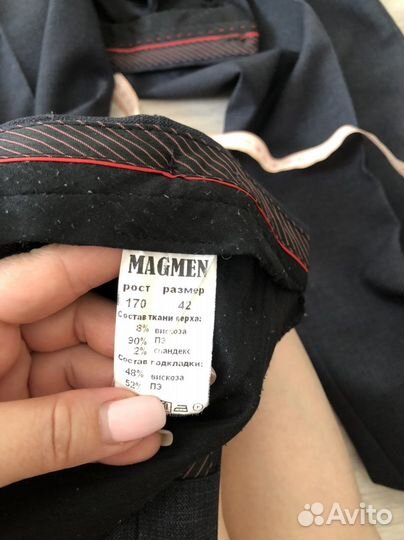 MAGMEN
рост размер
170 42
Состав ткани верха:
8% вискоза
90% ПЭ
2% спандекс
Состав подкладки:
48% вискоза
52% ПЭ
Avito